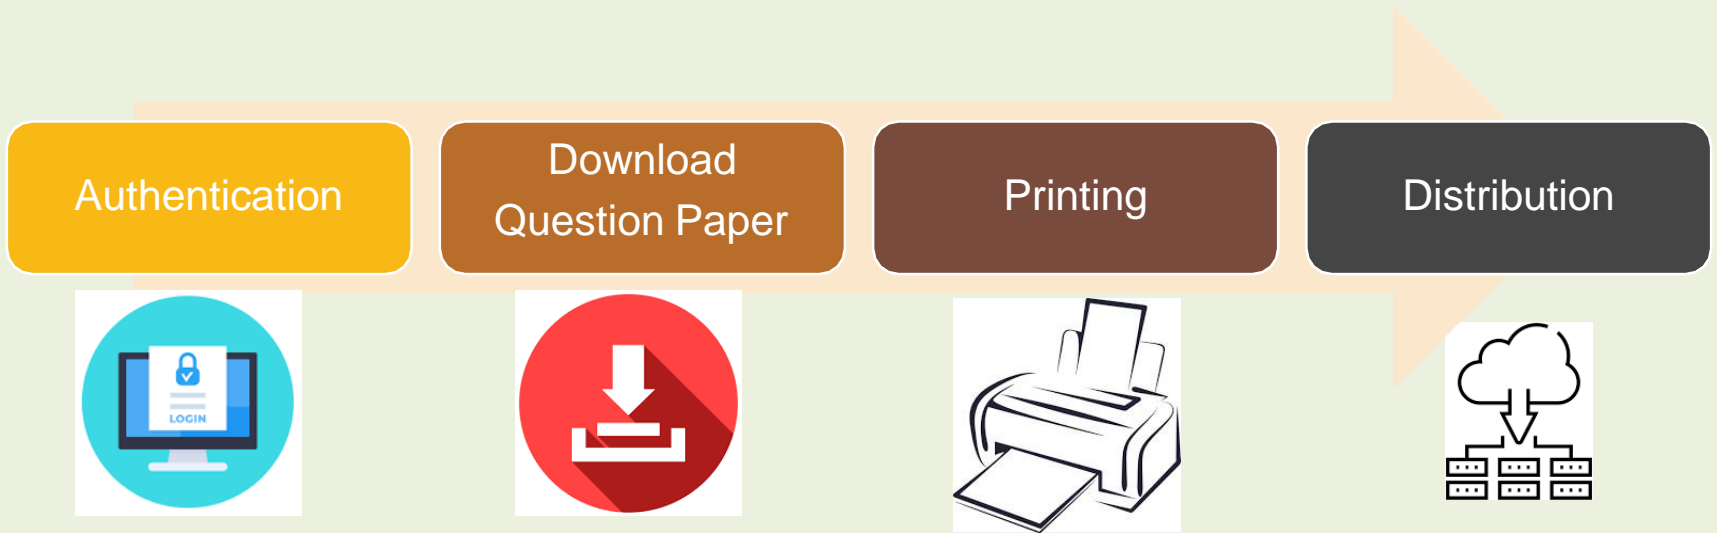 Authentication
Download
Question Paper
Printing
Distribution
LOGIN